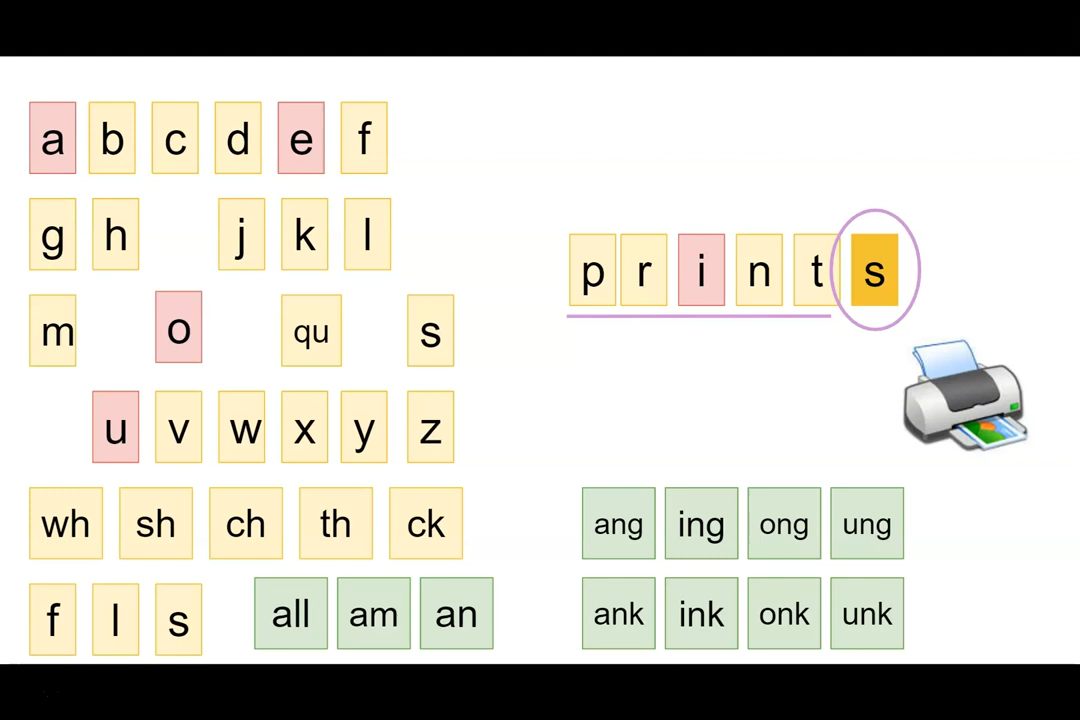 a b c d e f
g h j k l
m o qu s
u v w x y z
wh sh ch th ck
f l s all am an
p r i n t s
ang ing ong ung
ank ink onk unk